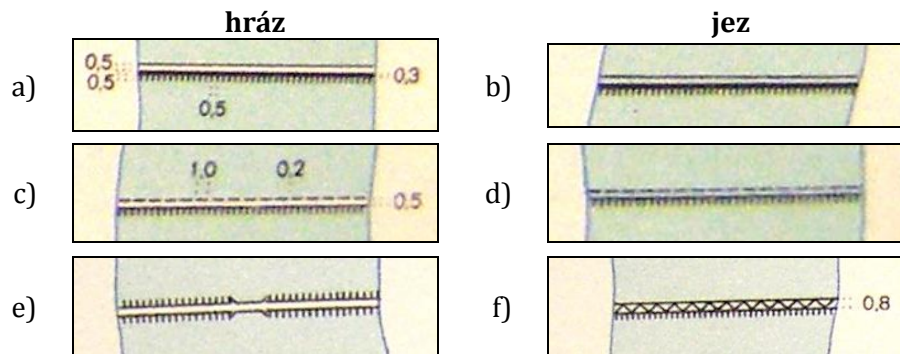 hráz jez
a) 0,5 0,5 0,5 0,3 b)
c) 1,0 0,2 0,5 d)
e) f) 0,8